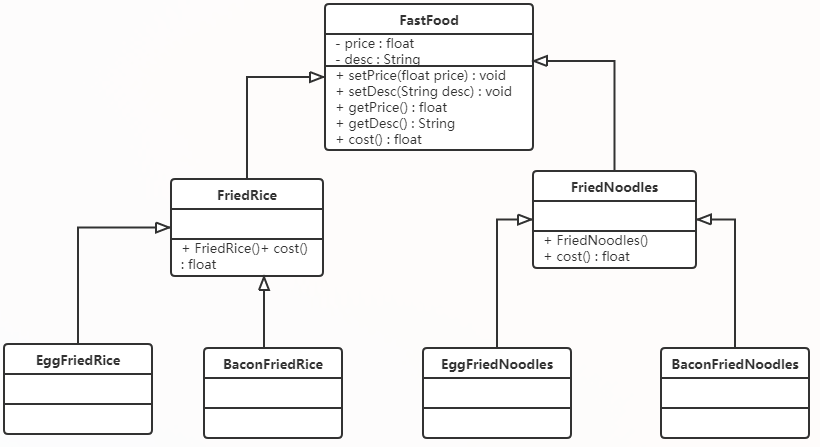 FastFood
- price : float
- desc : String
+ setPrice(float price) : void
+ setDesc(String desc) : void
+ getPrice() : float
+ getDesc() : String
+ cost() : float
FriedRice
+ FriedRice()+ cost()
: float
FriedNoodles
+ FriedNoodles()
+ cost() : float
EggFriedRice
BaconFriedRice
EggFriedNoodles
BaconFriedNoodles